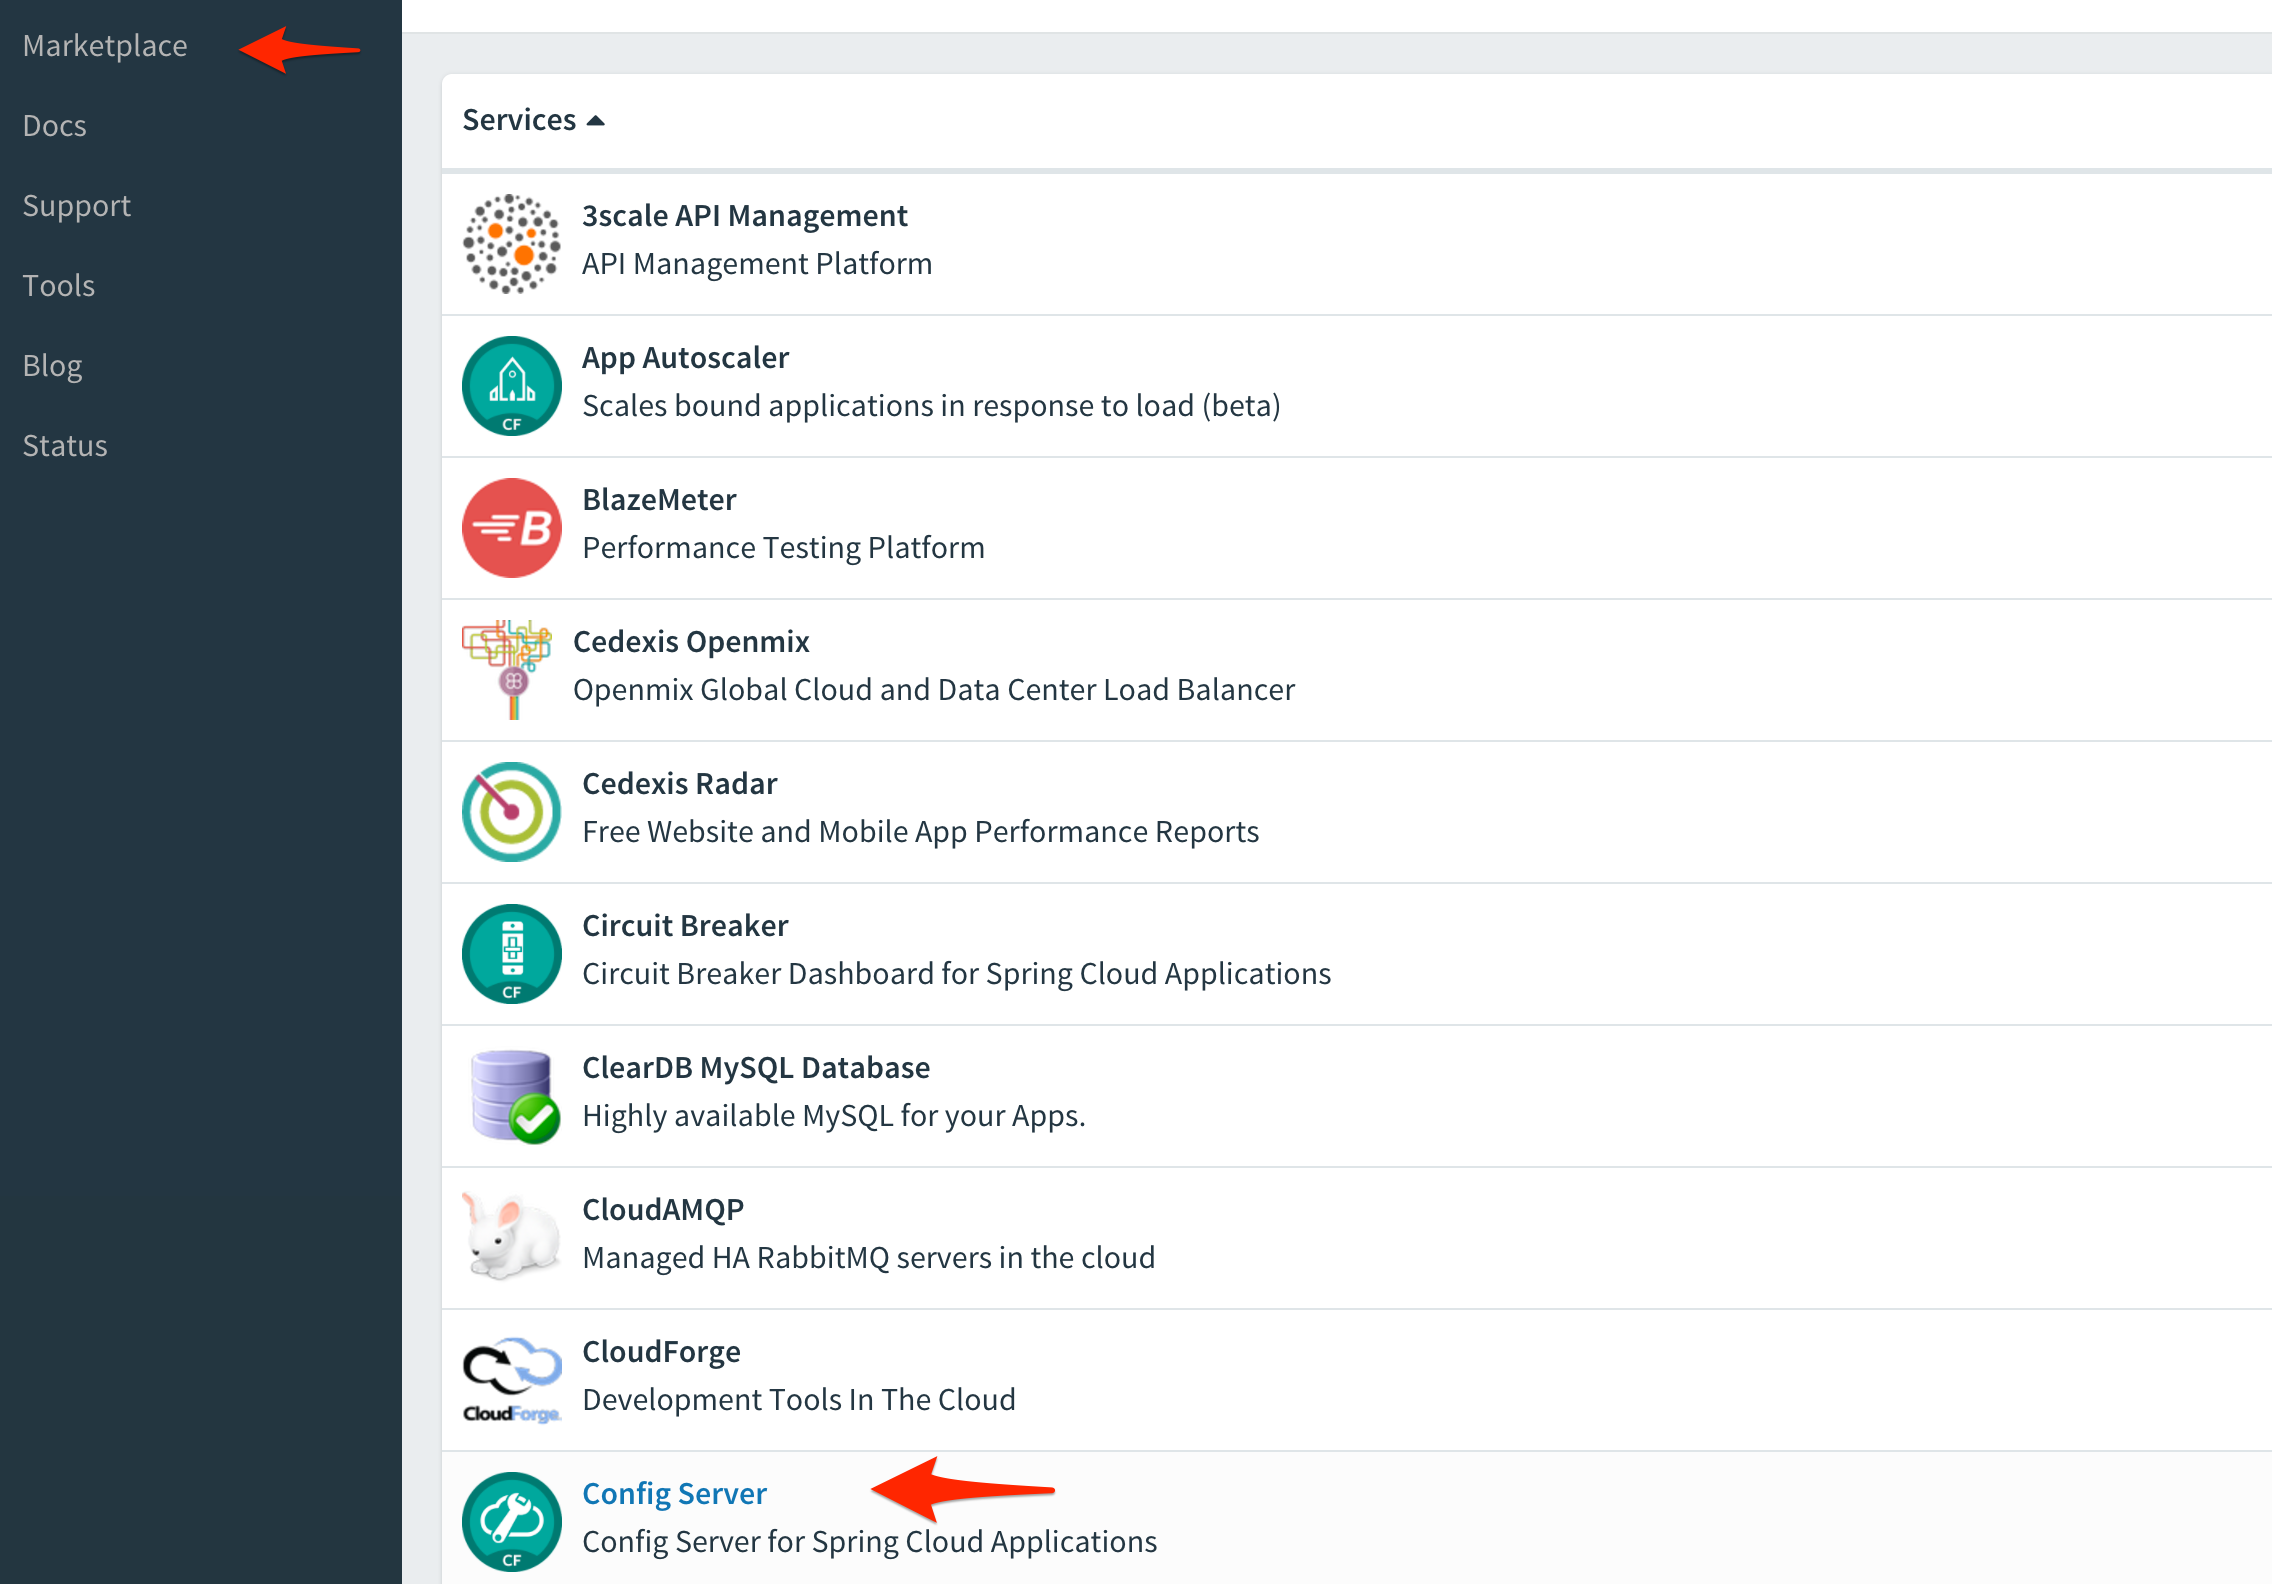 Marketplace
Docs
Support
Tools
Blog
Status
Services
3scale API Management
API Management Platform
CF
App Autoscaler
Scales bound applications in response to load (beta)
B
BlazeMeter
Performance Testing Platform
Cedexis Openmix
Openmix Global Cloud and Data Center Load Balancer
Cedexis Radar
Free Website and Mobile App Performance Reports
CF
Circuit Breaker
Circuit Breaker Dashboard for Spring Cloud Applications
ClearDB MySQL Database
Highly available MySQL for your Apps.
CloudAMQP
Managed HA RabbitMQ servers in the cloud
CloudForge
CloudForge
Development Tools In The Cloud
CF
Config Server
Config Server for Spring Cloud Applications